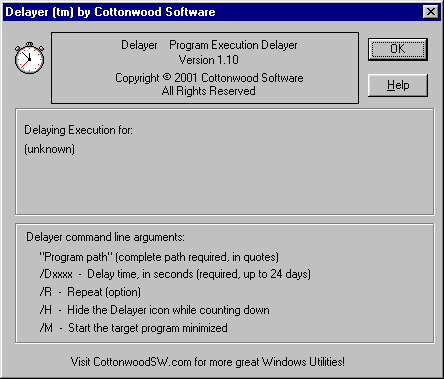 Delayer (tm) by Cottonwood Software
Delayer    Program Execution Delayer
Version 1.10
Copyright © 2001 Cottonwood Software
All Rights Reserved
OK
Help
Delaying Execution for:
(unknown)
Delayer command line arguments:
"Program path" (complete path required, in quotes)
/Dxxxx  -  Delay time, in seconds (required, up to 24 days)
/R  -  Repeat (option)
/H  -  Hide the Delayer icon while counting down
/M  -  Start the target program minimized
Visit CottonwoodSW.com for more great Windows Utilities!